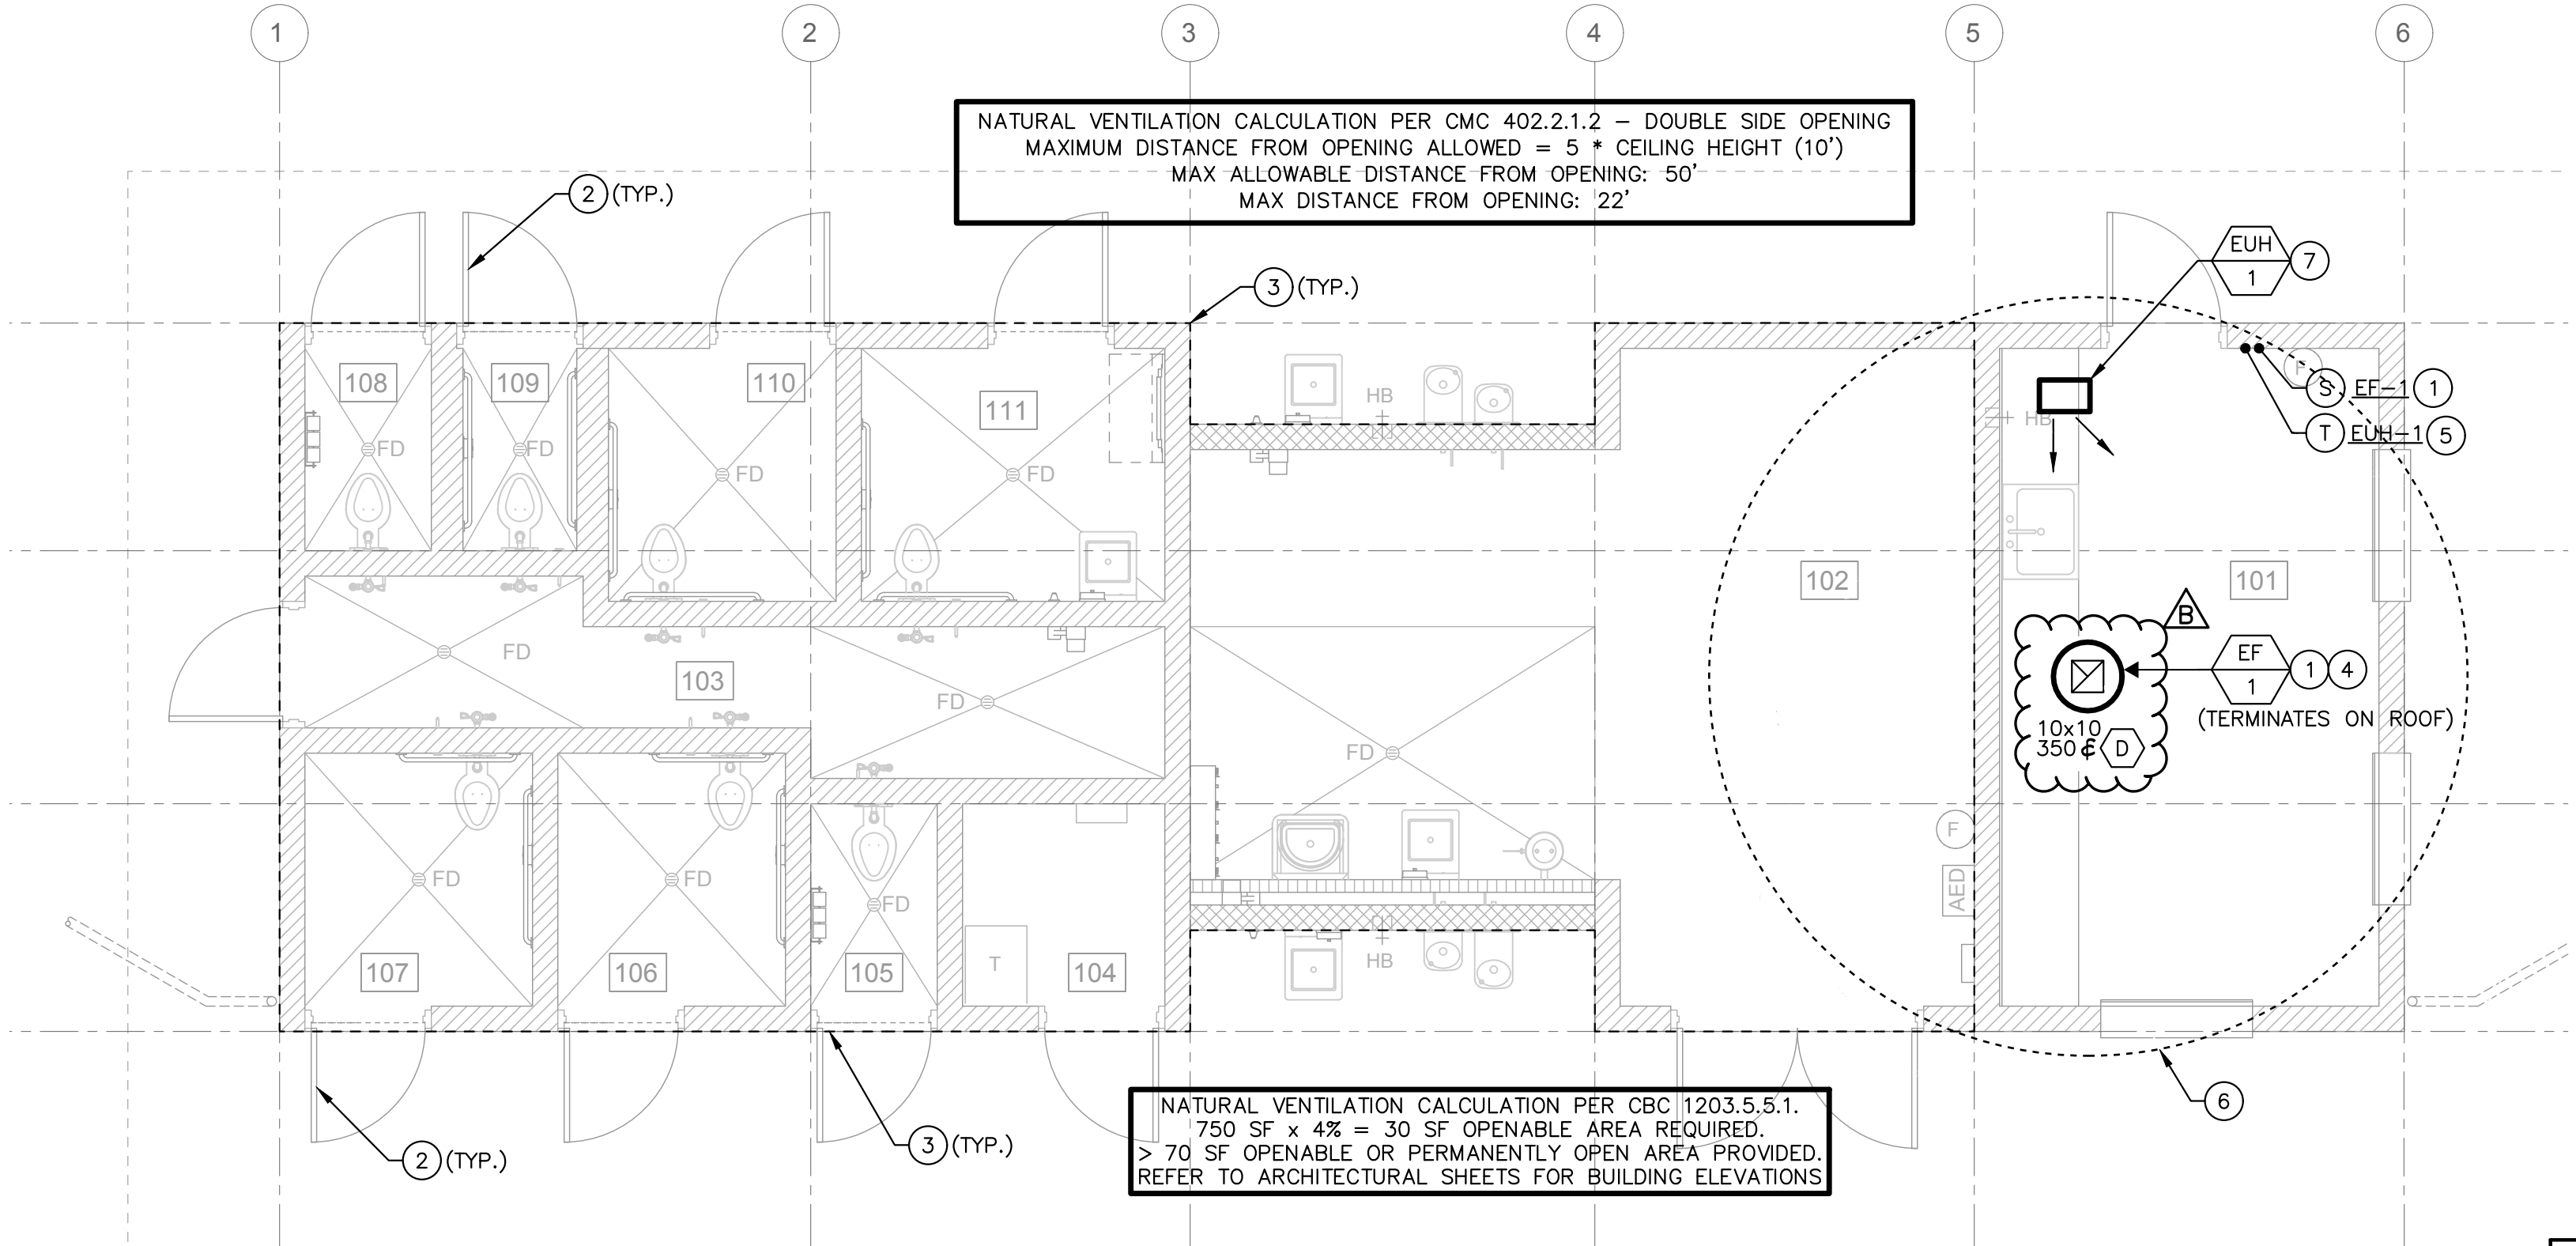 1
2
3
4
5
6
NATURAL VENTILATION CALCULATION PER CMC 402.2.1.2 – DOUBLE SIDE OPENING
MAXIMUM DISTANCE FROM OPENING ALLOWED = 5 * CEILING HEIGHT (10')
MAX ALLOWABLE DISTANCE FROM OPENING: 50'
MAX DISTANCE FROM OPENING: 22'
2 (TYP.)
3 (TYP.)
EUH
1
7
108
109
110
111
HB
F
S EF-1 1
T EUH-1 5
HB
FD
FD
FD
FD
102
101
B
EF
1
1 4
(TERMINATES ON ROOF)
10x10
350 ₵ D
FD
103
FD
FD
F
AED
FD
FD
FD
107
106
105
T
104
HB
NATURAL VENTILATION CALCULATION PER CBC 1203.5.5.1.
750 SF x 4% = 30 SF OPENABLE AREA REQUIRED.
> 70 SF OPENABLE OR PERMANENTLY OPEN AREA PROVIDED.
REFER TO ARCHITECTURAL SHEETS FOR BUILDING ELEVATIONS
2 (TYP.)
3 (TYP.)
6